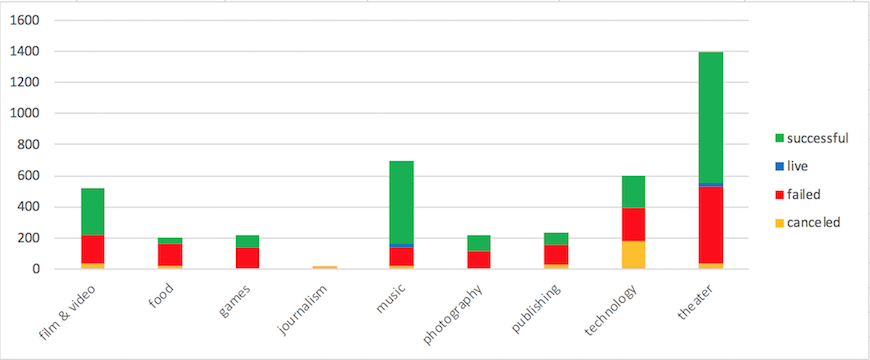 1600
1400
1200
1000
800
600
400
200
0
film & video
food
games
journalism
music
photography
publishing
technology
theater
successful
live
failed
canceled